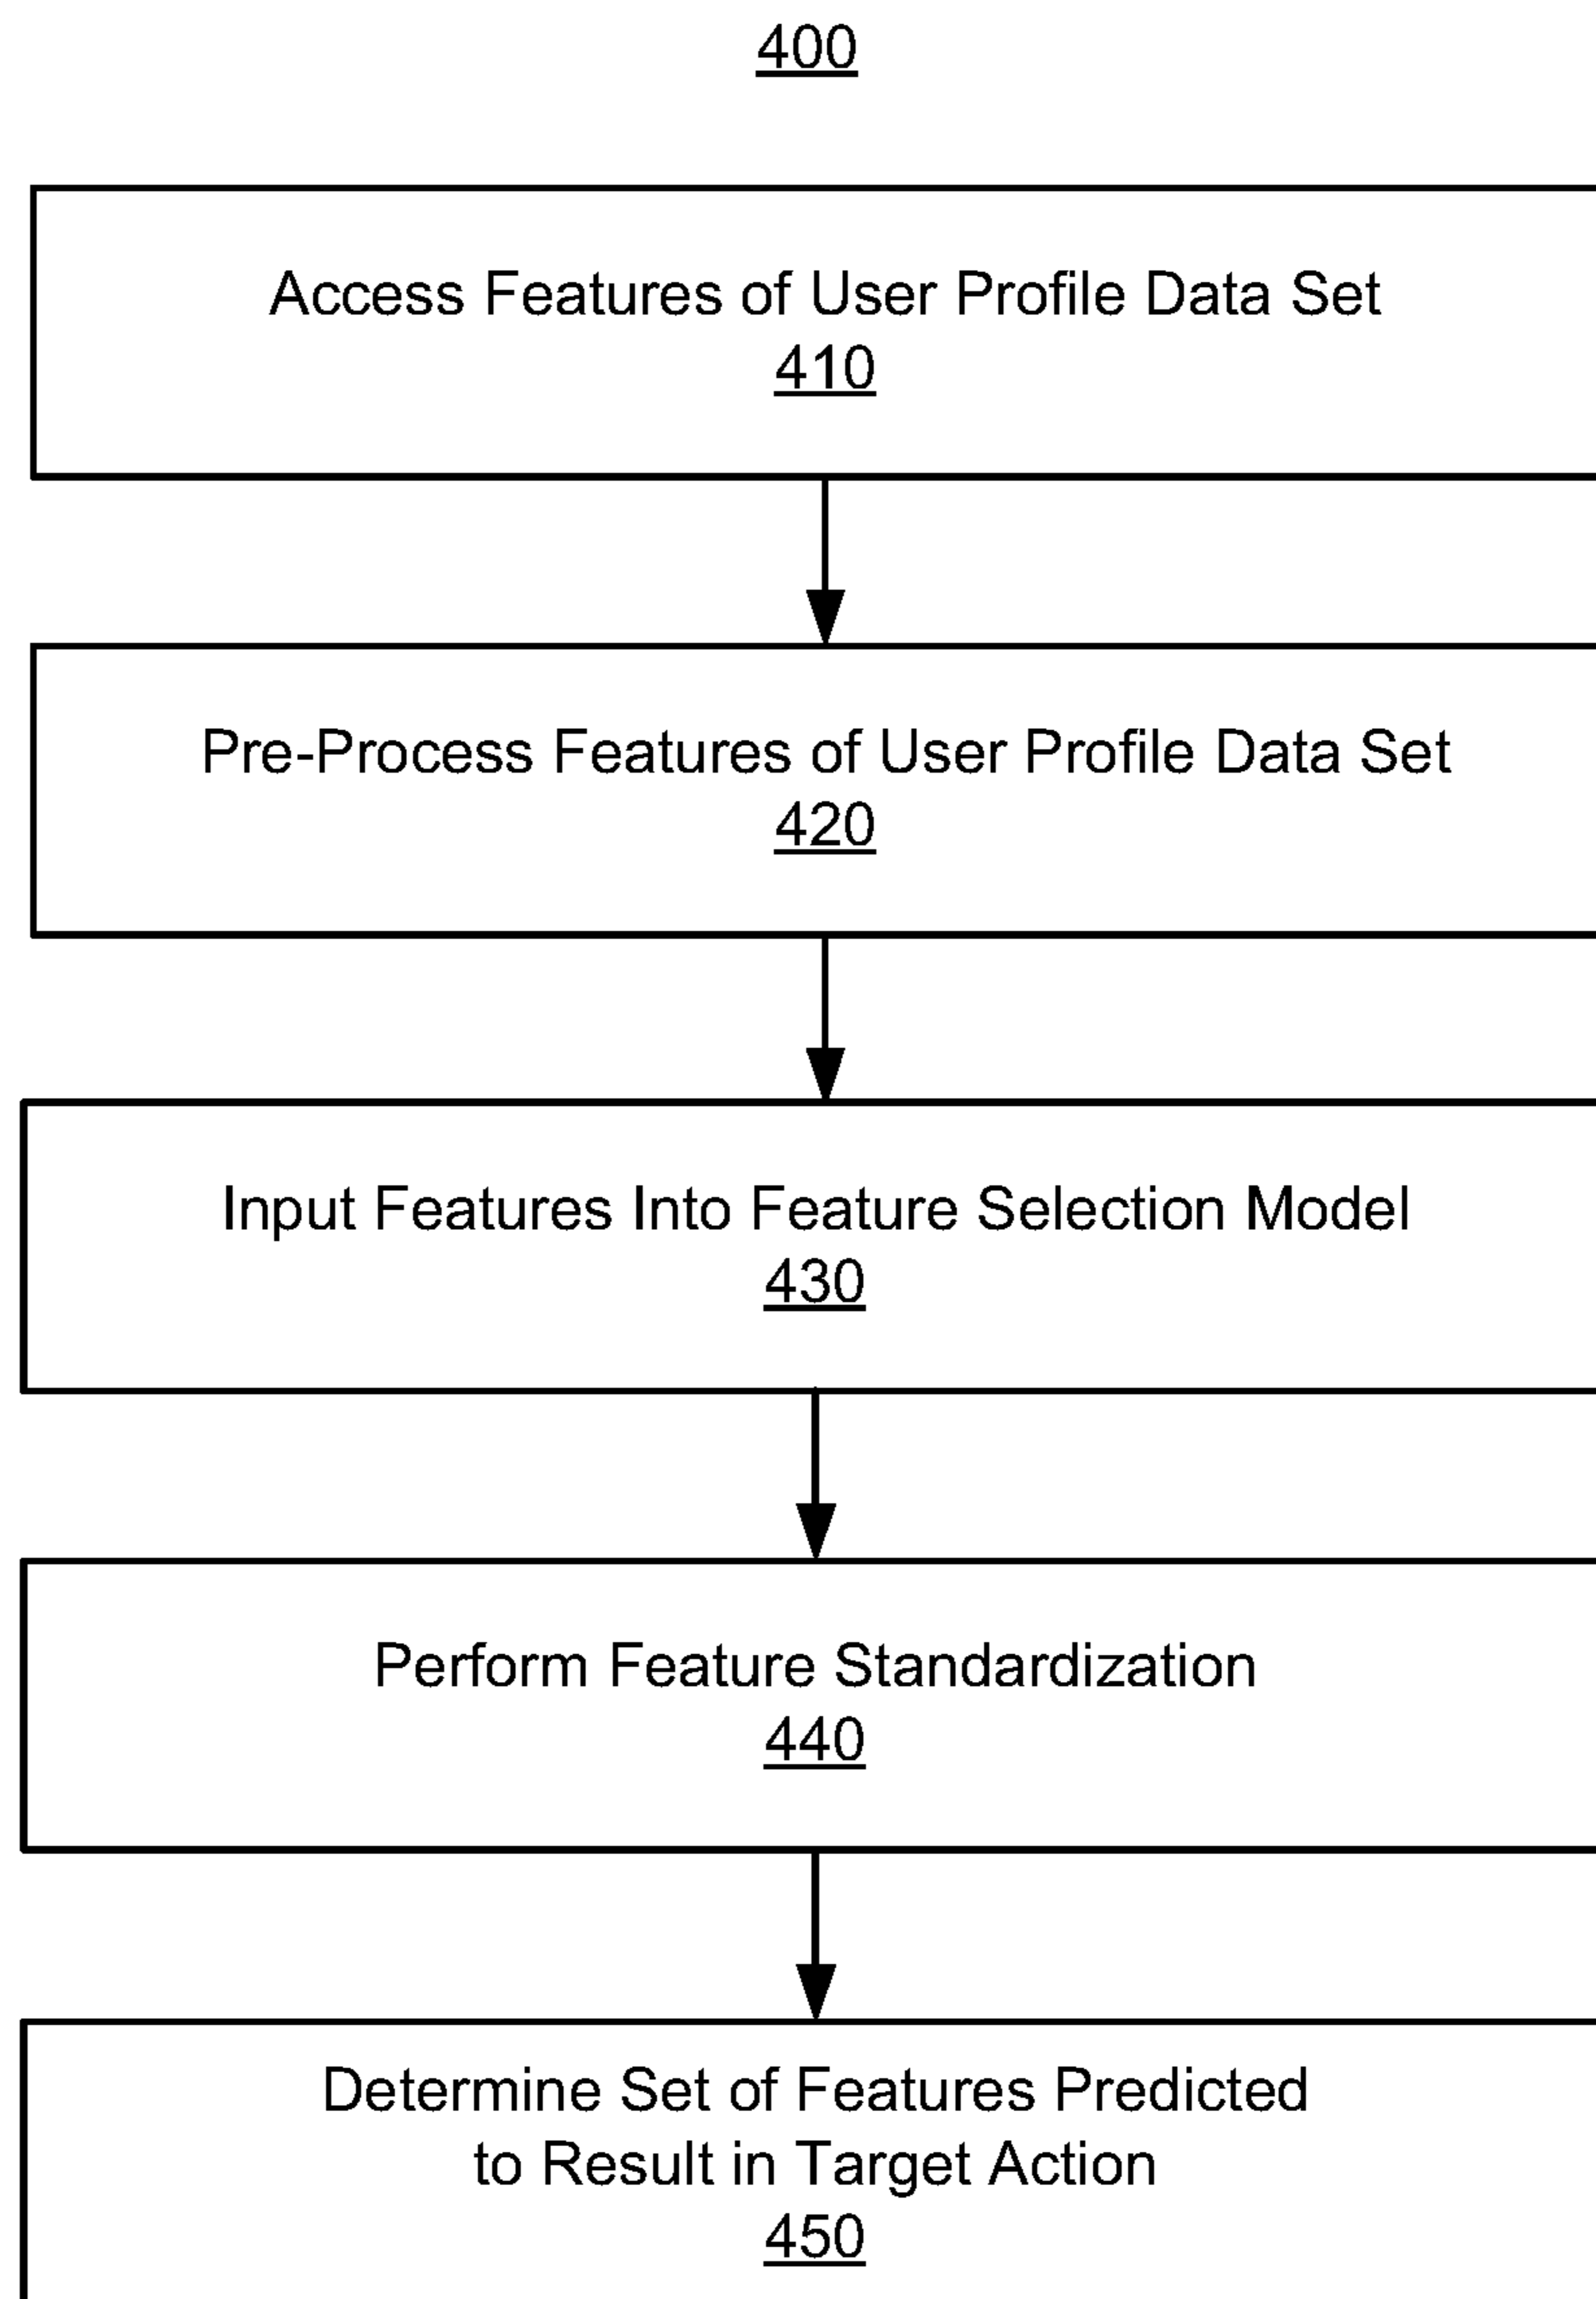 400
Access Features of User Profile Data Set
410
Pre-Process Features of User Profile Data Set
420
Input Features Into Feature Selection Model
430
Perform Feature Standardization
440
Determine Set of Features Predicted
to Result in Target Action
450